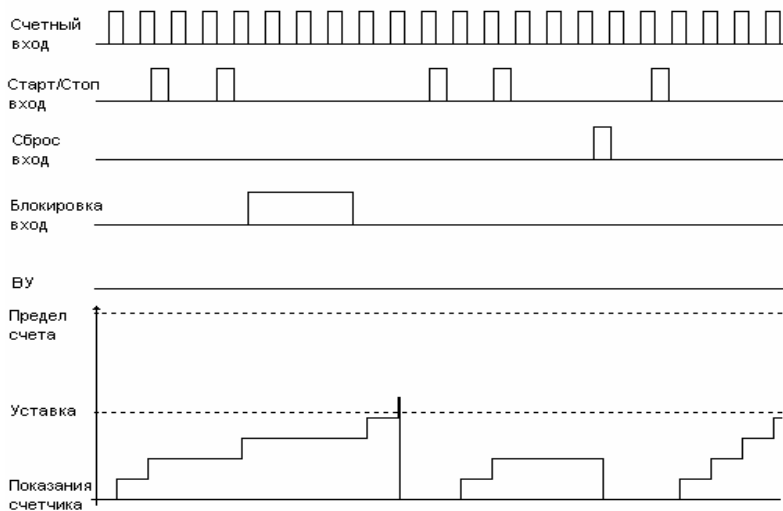 Счетный
вход
Старт/Стоп
вход
Сброс
вход
Блокировка
вход
ВУ
Предел
счета
Уставка
Показания
счетчика